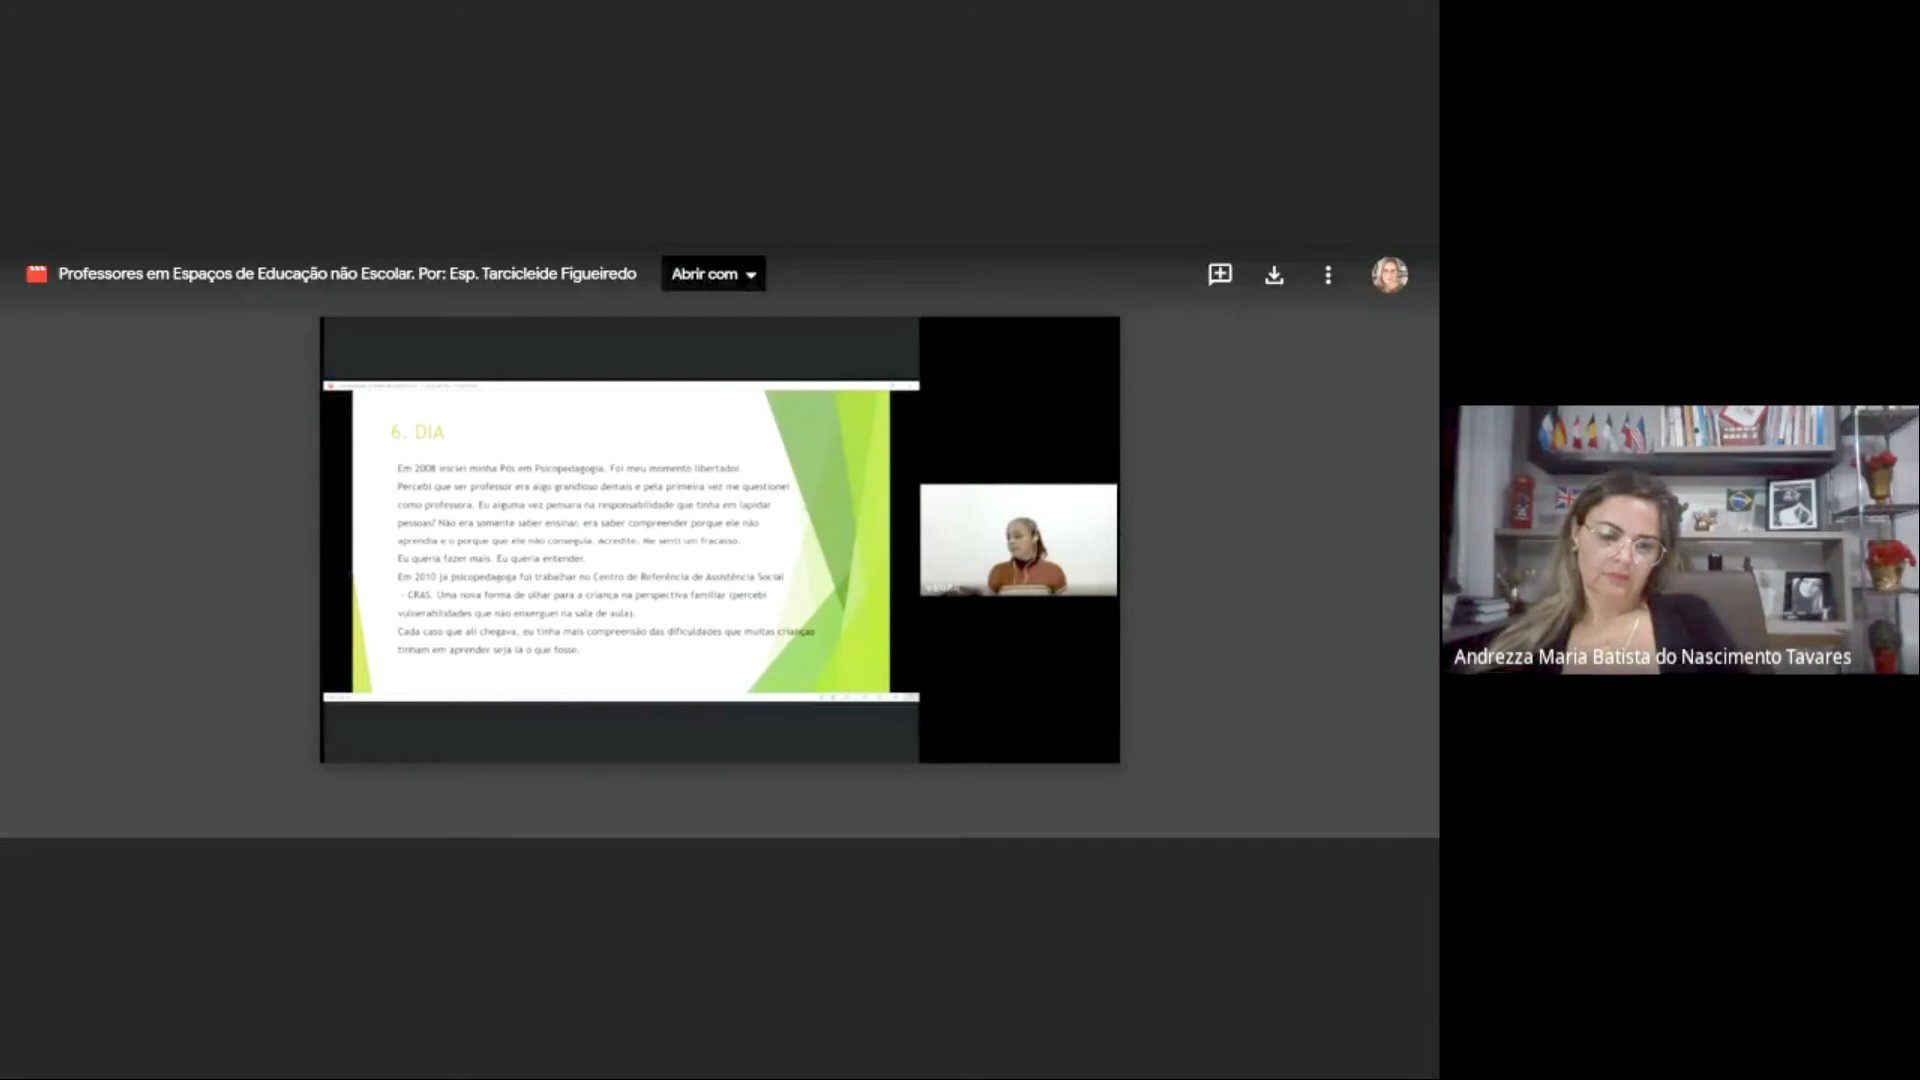 Professores em Espaços de Educação não Escolar. Por: Esp. Tarcicleide Figueiredo
Abrir com
6. DIA
Em 2008 iniciei minha Pós em Psicopedagogia. Foi meu momento libertador.
Percebi que ser professor era algo grandioso demais e pela primeira vez me questionei
como professora. Eu alguma vez pensara na responsabilidade que tinha em lapidar
pessoas? Não era somente saber ensinar, era saber compreender porque ele não
aprendia e o porque que ele não conseguia. Acredite. Me senti um fracasso.
Eu queria fazer mais. Eu queria entender.
Em 2010 já psicopedagoga fui trabalhar no Centro de Referência de Assistência Social
- CRAS. Uma nova forma de olhar para a criança na perspectiva familiar (percebi
vulnerabilidades que não enxerguei na sala de aula).
Cada caso que ali chegava, eu tinha mais compreensão das dificuldades que muitas crianças
tinham em aprender seja lá o que fosse.
Andrezza Maria Batista do Nascimento Tavares